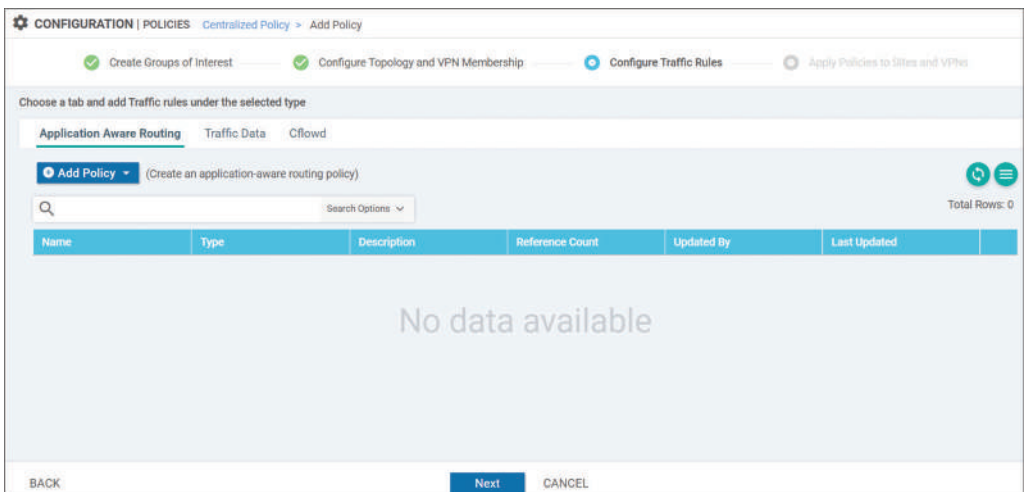 CONFIGURATION | POLICIES Centralized Policy > Add Policy
Create Groups of Interest Configure Topology and VPN Membership Configure Traffic Rules Apply Policies to Sites and VPNs
Choose a tab and add Traffic rules under the selected type
Application Aware Routing Traffic Data Cflowd
Add Policy (Create an application-aware routing policy)
Search Options
Total Rows: 0
Name Type Description Reference Count Updated By Last Updated
No data available
BACK Next CANCEL